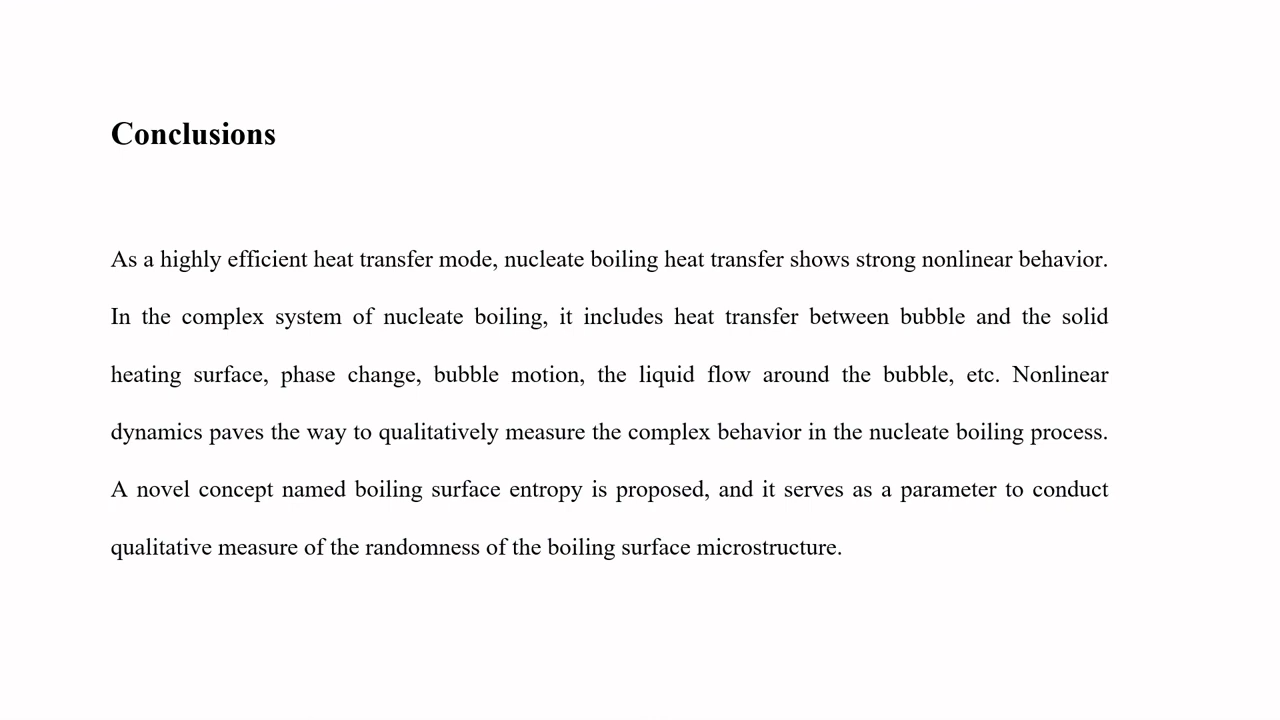 Conclusions
As a highly efficient heat transfer mode, nucleate boiling heat transfer shows strong nonlinear behavior.
In the complex system of nucleate boiling, it includes heat transfer between bubble and the solid
heating surface, phase change, bubble motion, the liquid flow around the bubble, etc. Nonlinear
dynamics paves the way to qualitatively measure the complex behavior in the nucleate boiling process.
A novel concept named boiling surface entropy is proposed, and it serves as a parameter to conduct
qualitative measure of the randomness of the boiling surface microstructure.